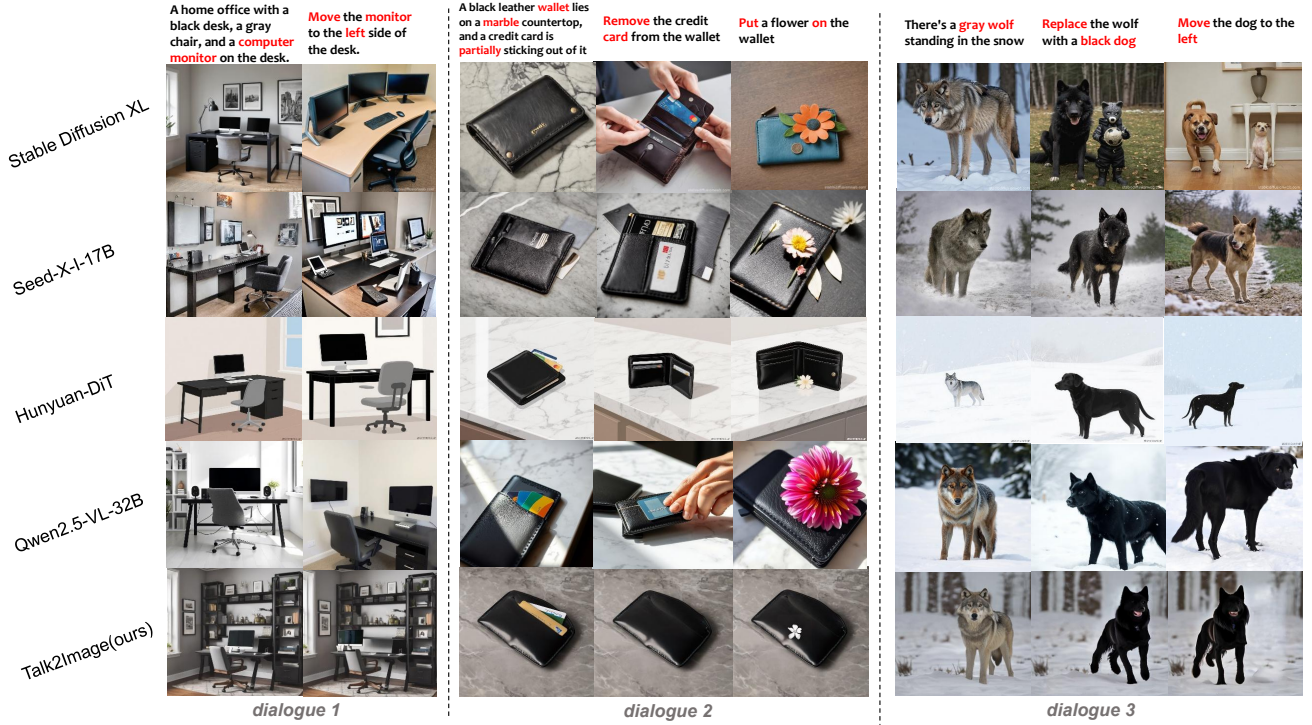 A home office with a
black desk, a gray
chair, and a computer
monitor on the desk.
Move the monitor
to the left side of
the desk.
A black leather wallet lies
on a marble countertop,
and a credit card is
partially sticking out of it
Remove the credit
card from the wallet
Put a flower on the
wallet
There's a gray wolf
standing in the snow
Replace the wolf
with a black dog
Move the dog to the
left
Stable Diffusion XL
Seed-X-I-17B
Hunyuan-DiT
Qwen2.5-VL-32B
Talk2Image(ours)
dialogue 1
dialogue 2
dialogue 3